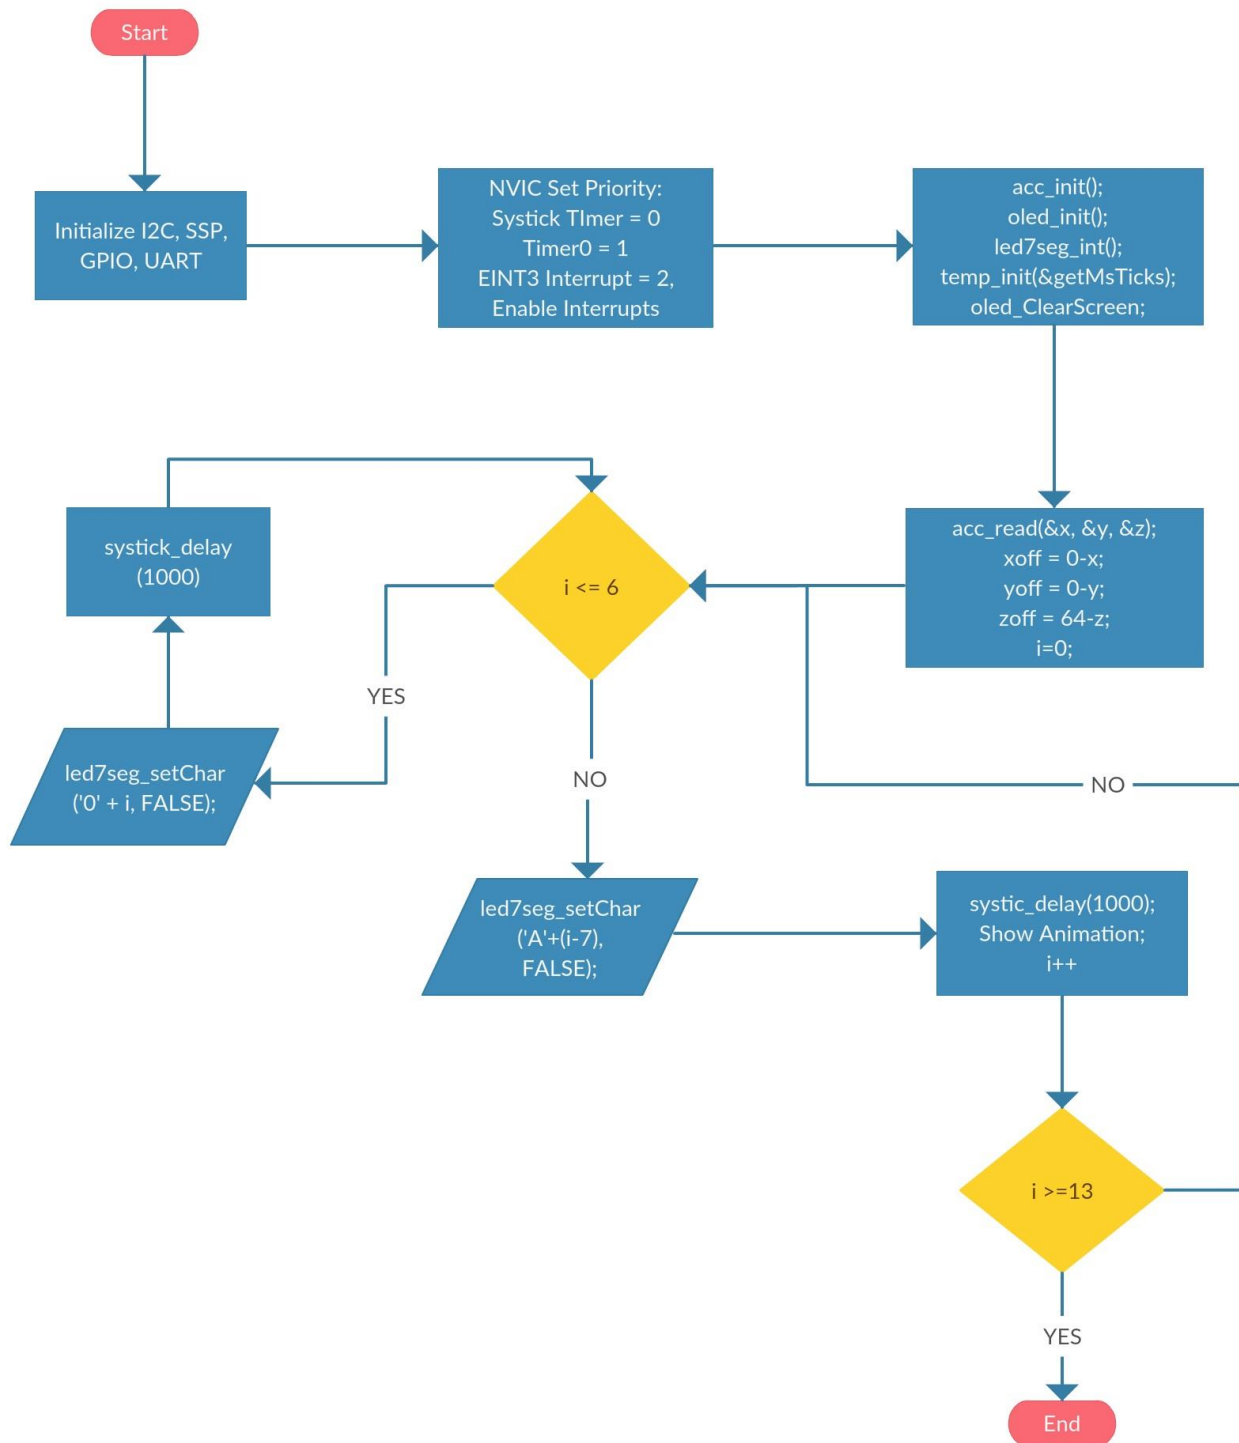 Start
Initialize I2C, SSP,
GPIO, UART
NVIC Set Priority:
Systick TImer = 0
Timer0 = 1
EINT3 Interrupt = 2,
Enable Interrupts
acc_init();
oled_init();
led7seg_int();
temp_init(&getMsTicks);
oled_ClearScreen;
acc_read(&x, &y, &z);
xoff = 0-x;
yoff = 0-y;
zoff = 64-z;
i=0;
i <= 6
YES
led7seg_setChar
('0' + i, FALSE);
systick_delay
(1000)
NO
led7seg_setChar
('A'+(i-7),
FALSE);
systic_delay(1000);
Show Animation;
i++
i >=13
NO
YES
End